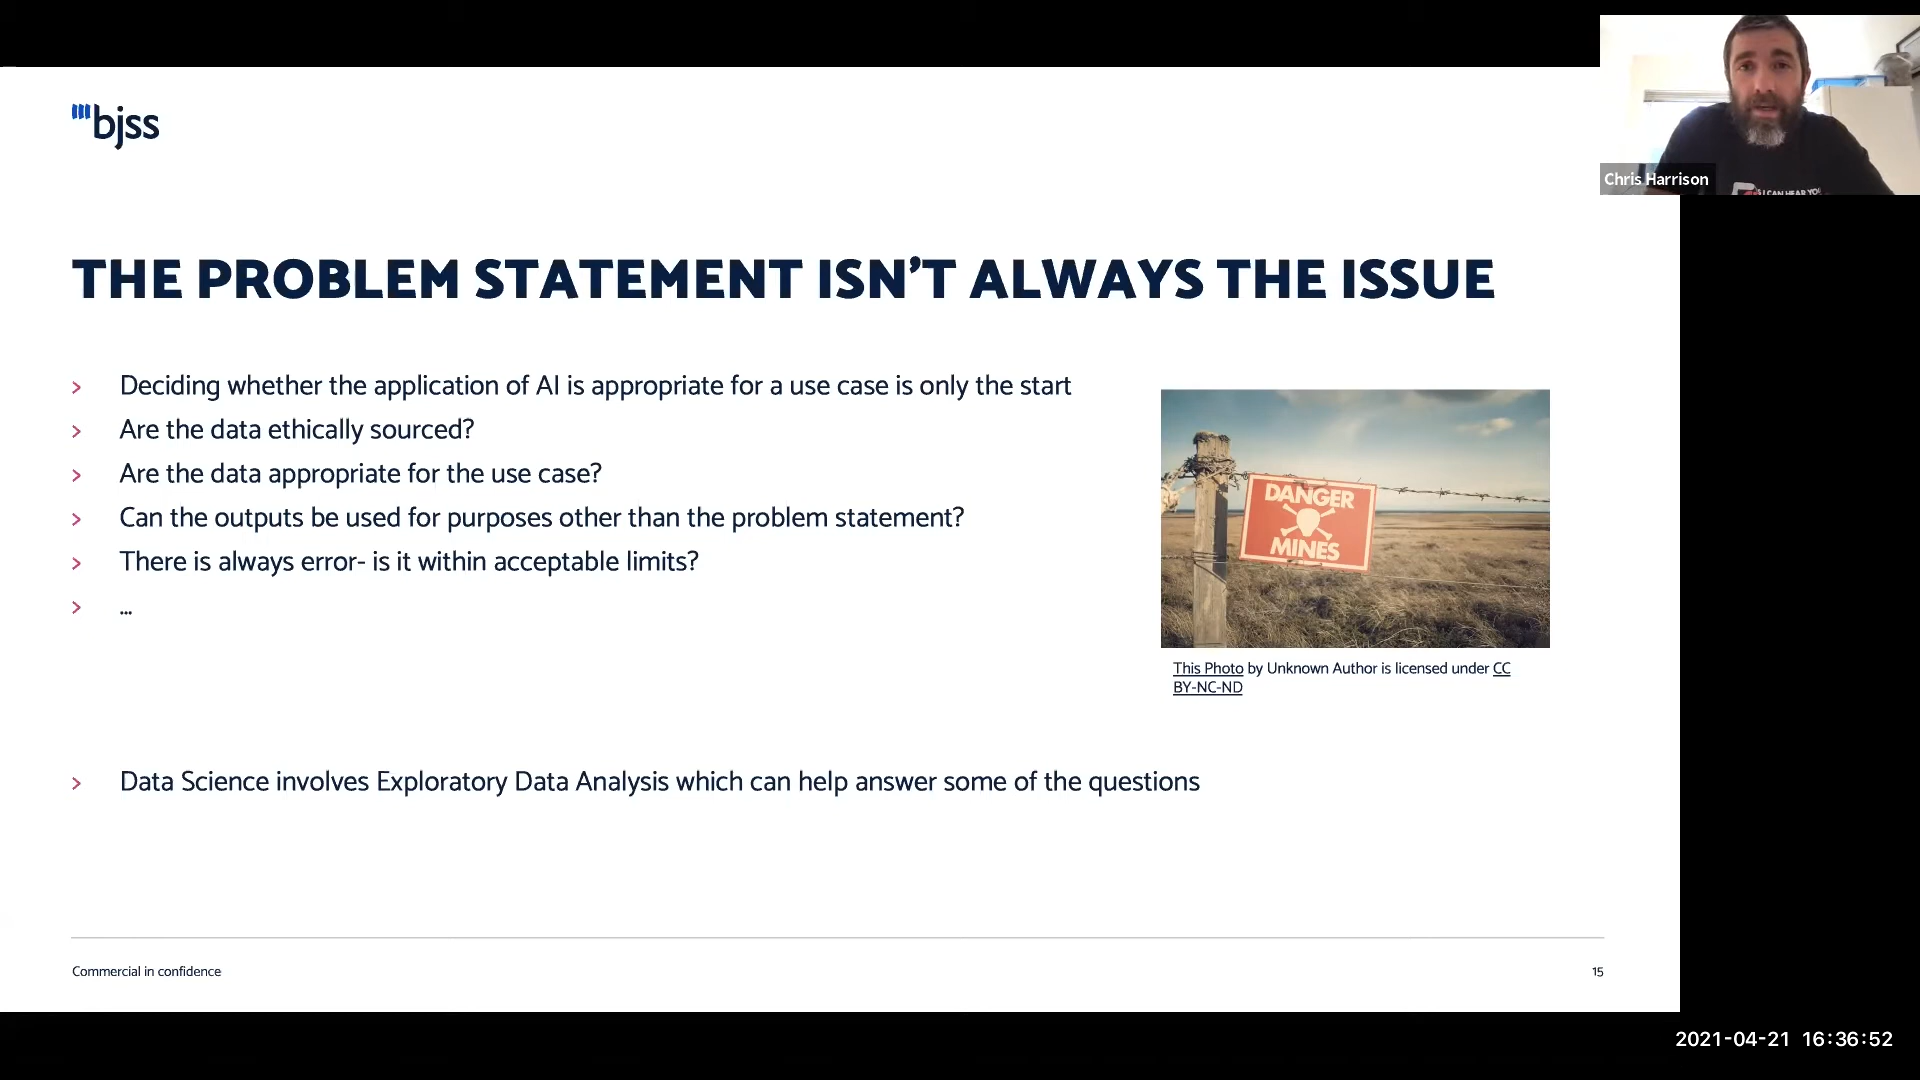 bjss
Chris Harrison
S I CAN HEAR YOU
THE PROBLEM STATEMENT ISN'T ALWAYS THE ISSUE
> Deciding whether the application of AI is appropriate for a use case is only the start
> Are the data ethically sourced?
> Are the data appropriate for the use case?
> Can the outputs be used for purposes other than the problem statement?
> There is always error- is it within acceptable limits?
> ...
DANGER
MINES
This Photo by Unknown Author is licensed under CC
BY-NC-ND
> Data Science involves Exploratory Data Analysis which can help answer some of the questions
Commercial in confidence
15
2021-04-21 16:36:52